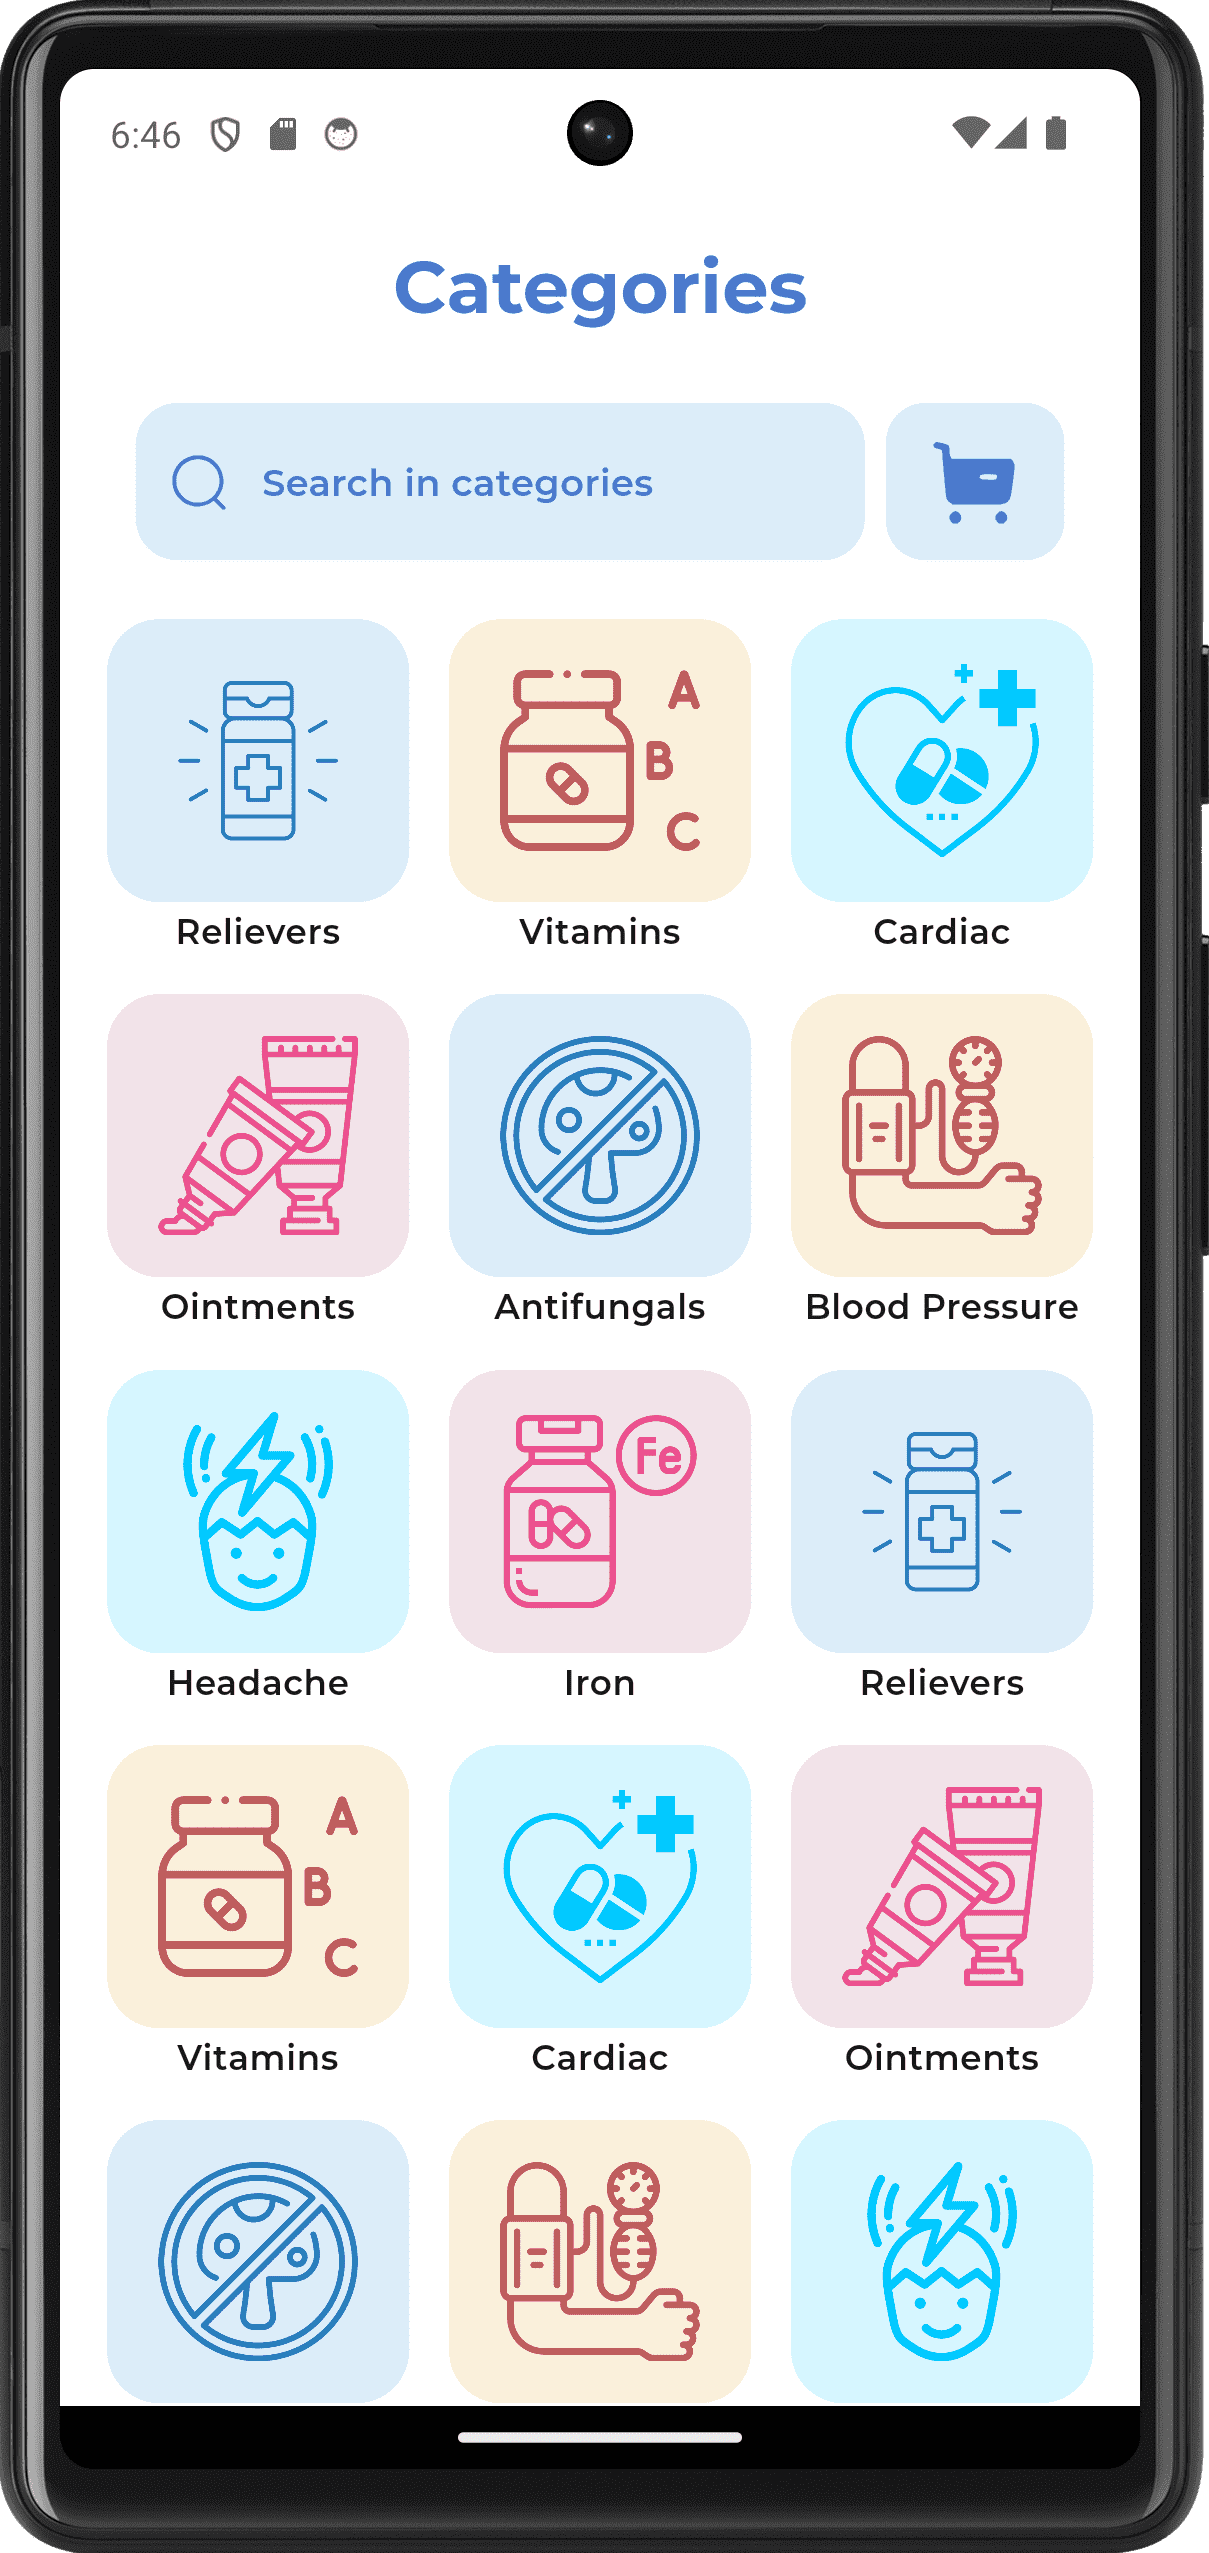 6:46
Categories
Search in categories
A
B
C
Relievers Vitamins Cardiac
Ointments Antifungals Blood Pressure
Fe
Headache Iron Relievers
A
B
C
Vitamins Cardiac Ointments